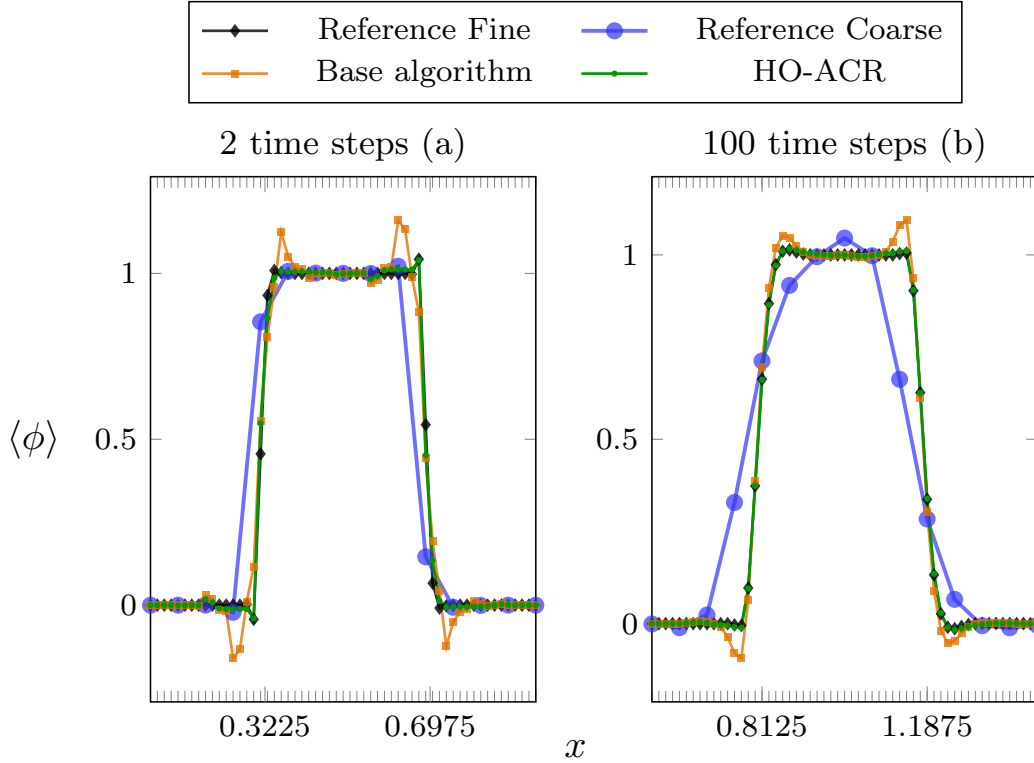 Reference Fine Reference Coarse
Base algorithm HO-ACR
2 time steps (a) 100 time steps (b)
1
0.5
0
⟨ϕ⟩
0.3225 0.6975
1
0.5
0
0.8125 1.1875
x